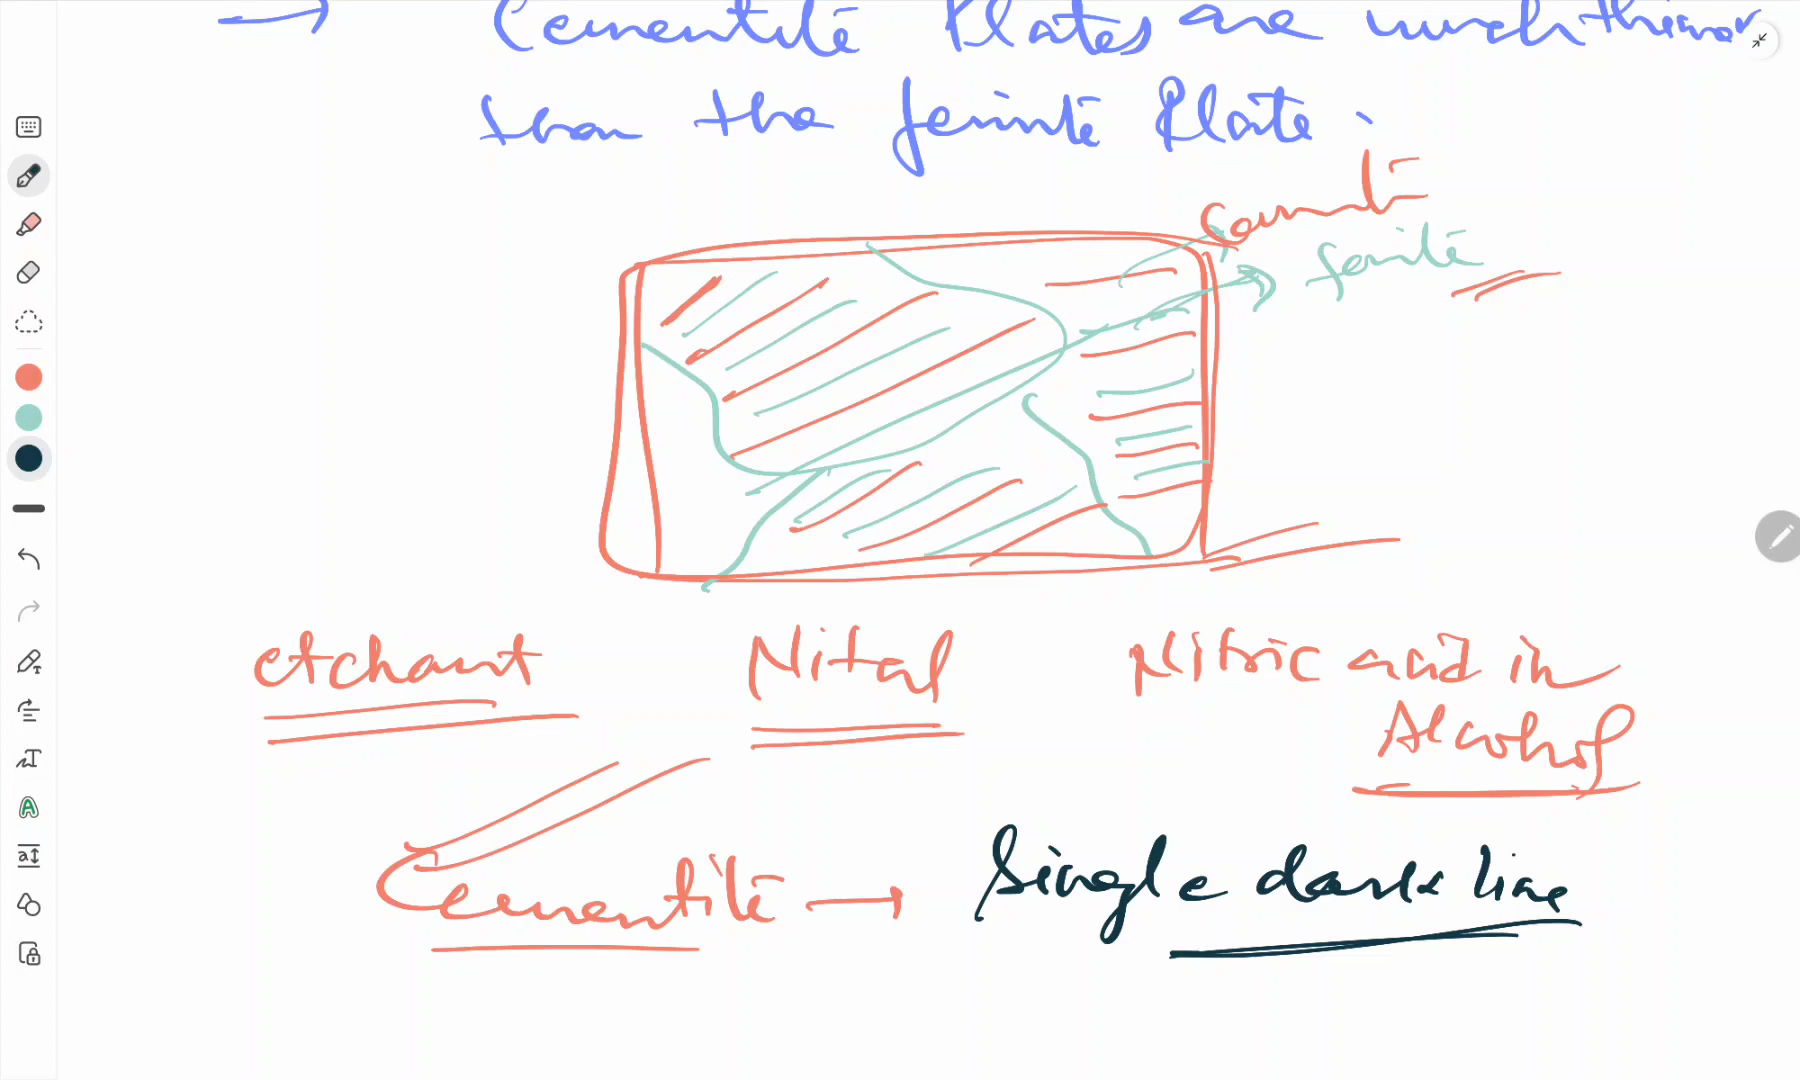 → Cementite Plates are much thinner
than the ferrite Plate.
Cementite
ferrite
etchant Nital Nitric acid in
Alcohol
Cementite → Single dark line